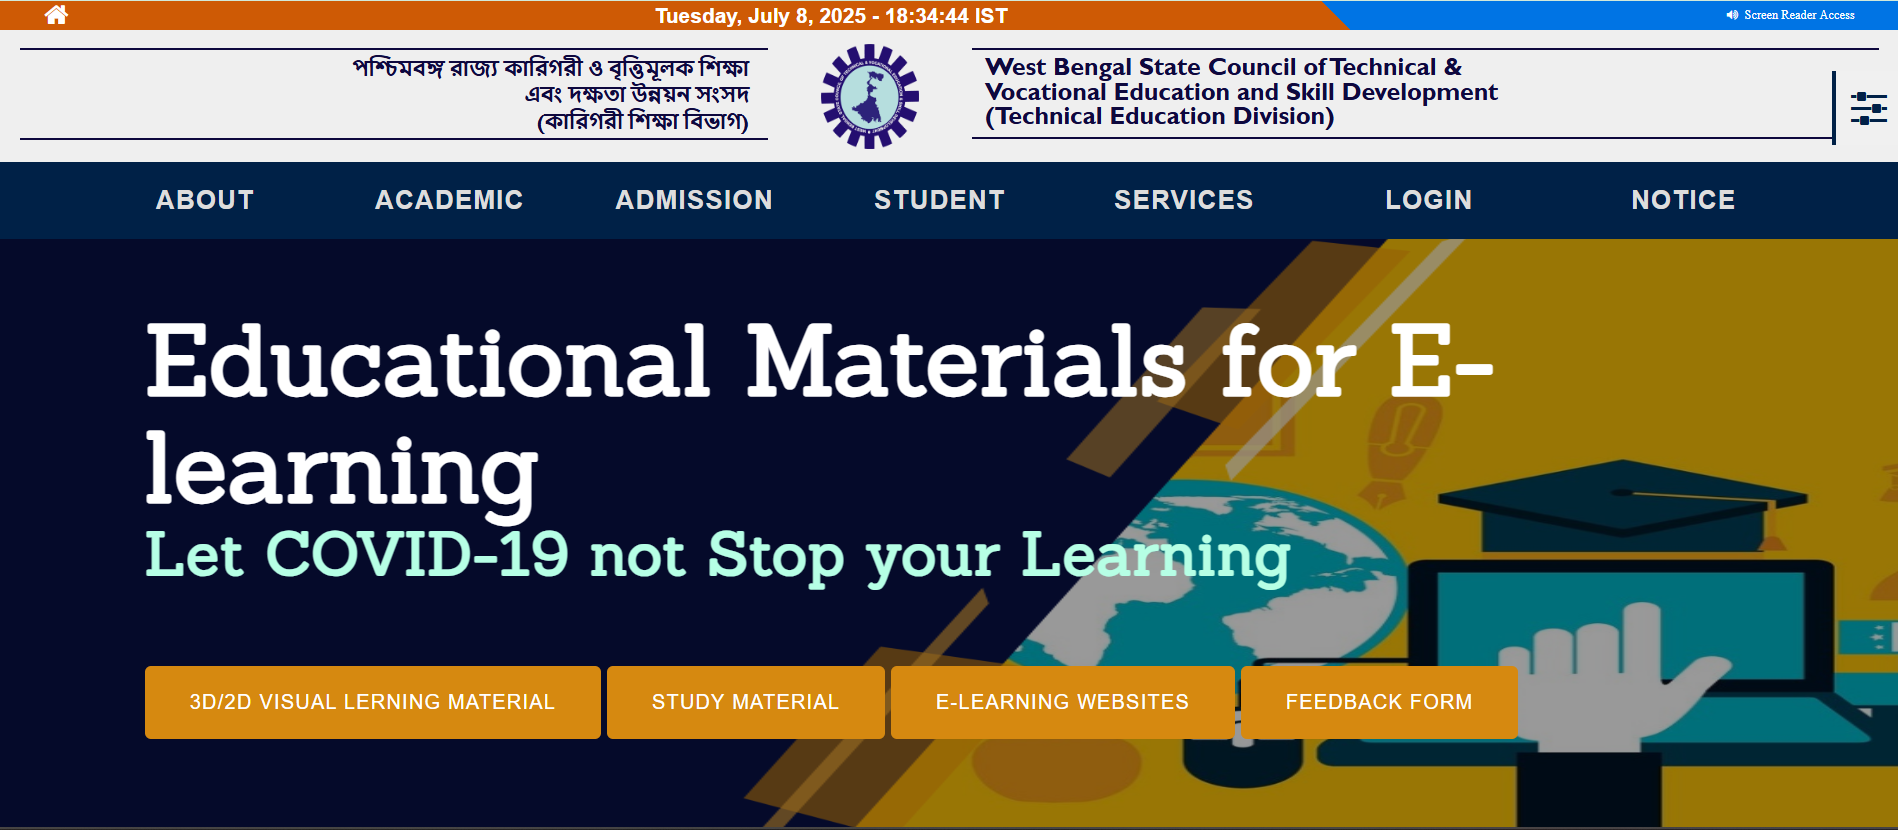 Tuesday, July 8, 2025 - 18:34:44 IST
Screen Reader Access
পশ্চিমবঙ্গ রাজ্য কারিগরী ও বৃত্তিমূলক শিক্ষা
এবং দক্ষতা উন্নয়ন সংসদ
(কারিগরী শিক্ষা বিভাগ)
West Bengal State Council of Technical &
Vocational Education and Skill Development
(Technical Education Division)
ABOUT ACADEMIC ADMISSION STUDENT SERVICES LOGIN NOTICE
Educational Materials for E-
learning
Let COVID-19 not Stop your Learning
3D/2D VISUAL LERNING MATERIAL STUDY MATERIAL E-LEARNING WEBSITES FEEDBACK FORM